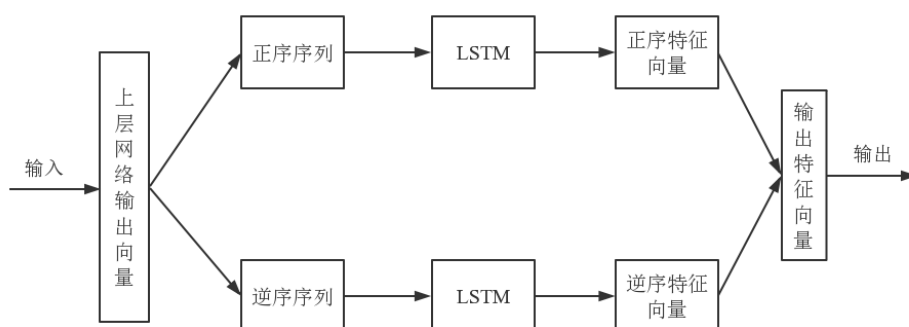 正序序列
LSTM
正序特征
向量
输入
上
层
网
络
输
出
向
量
输
出
特
征
向
量
输出
逆序序列
LSTM
逆序特征
向量